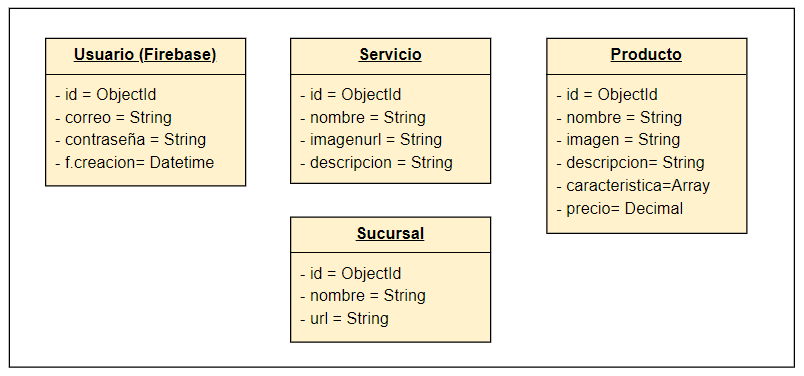 Usuario (Firebase)
- id = ObjectId
- correo = String
- contraseña = String
- f.creacion= Datetime
Servicio
- id = ObjectId
- nombre = String
- imagenurl = String
- descripcion = String
Producto
- id = ObjectId
- nombre = String
- imagen = String
- descripcion= String
- caracteristica=Array
- precio= Decimal
Sucursal
- id = ObjectId
- nombre = String
- url = String